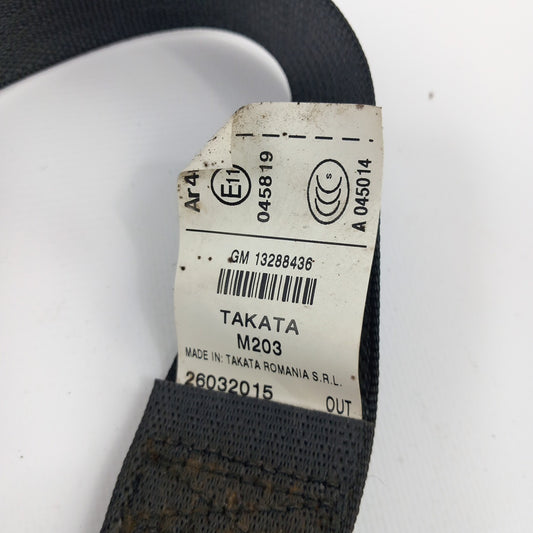 Ar4
E11
045819
S
A 045014
GM 13288436
TAKATA
M203
MADE IN: TAKATA ROMANIA S.R.L.
26032015
OUT